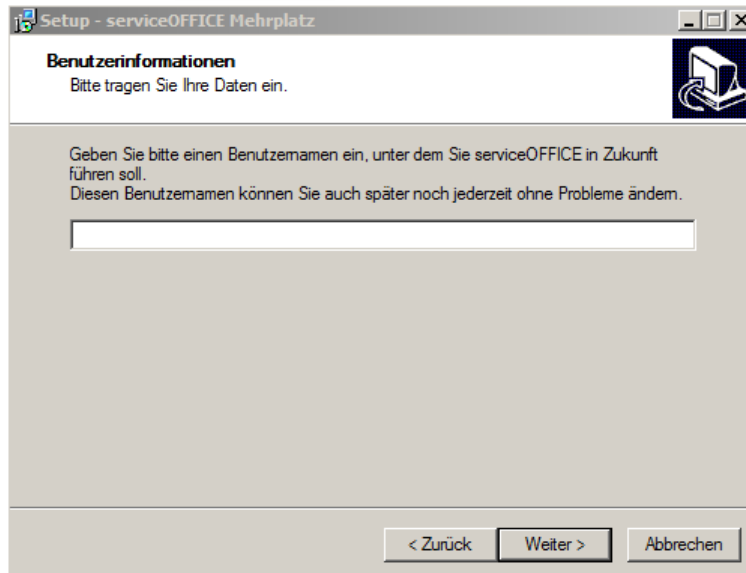 Setup - serviceOFFICE Mehrplatz
Benutzerinformationen
Bitte tragen Sie Ihre Daten ein.
Geben Sie bitte einen Benutzernamen ein, unter dem Sie serviceOFFICE in Zukunft
führen soll.
Diesen Benutzernamen können Sie auch später noch jederzeit ohne Probleme ändern.
< Zurück
Weiter >
Abbrechen